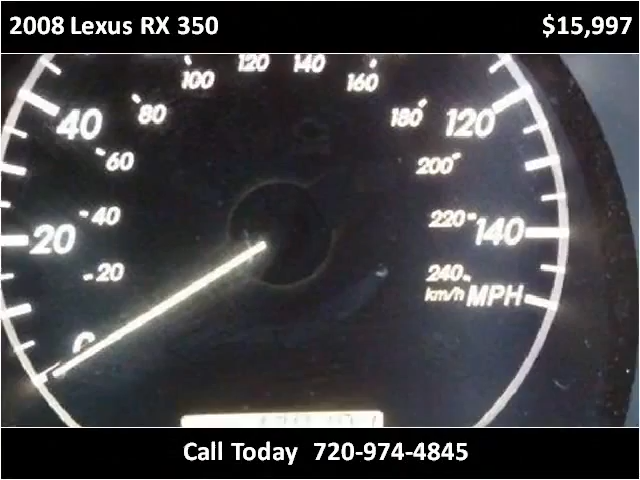 2008 Lexus RX 350 $15,997
100 120 140 160
40 80 180 120
60 200
20 40 220 140
20 240
km/h MPH
0
Call Today 720-974-4845